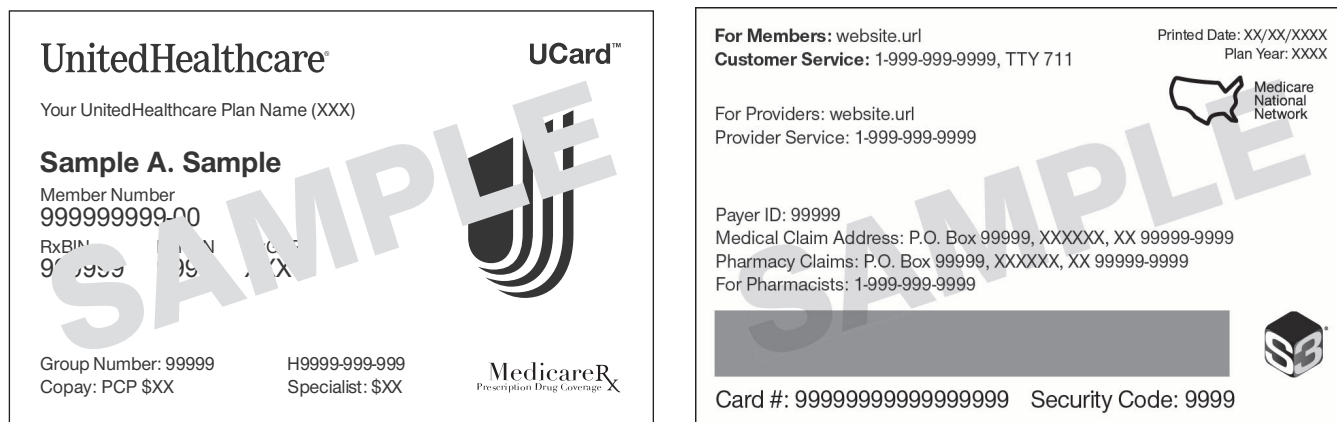 UnitedHealthcare®
UCard™
Your UnitedHealthcare Plan Name (XXX)
Sample A. Sample
Member Number
999999999-00
RxBIN
Group Number: 99999
H9999-999-999
Copay: PCP $XX
Specialist: $XX
MedicareRx
Prescription Drug Coverage
SAMPLE
For Members: website.url
Customer Service: 1-999-999-9999, TTY 711
Printed Date: XX/XX/XXXX
Plan Year: XXXX
Medicare
National
Network
For Providers: website.url
Provider Service: 1-999-999-9999
Payer ID: 99999
Medical Claim Address: P.O. Box 99999, XXXXXX, XX 99999-9999
Pharmacy Claims: P.O. Box 99999, XXXXXX, XX 99999-9999
For Pharmacists: 1-999-999-9999
S3®
Card #: 99999999999999999 Security Code: 9999
SAMPLE